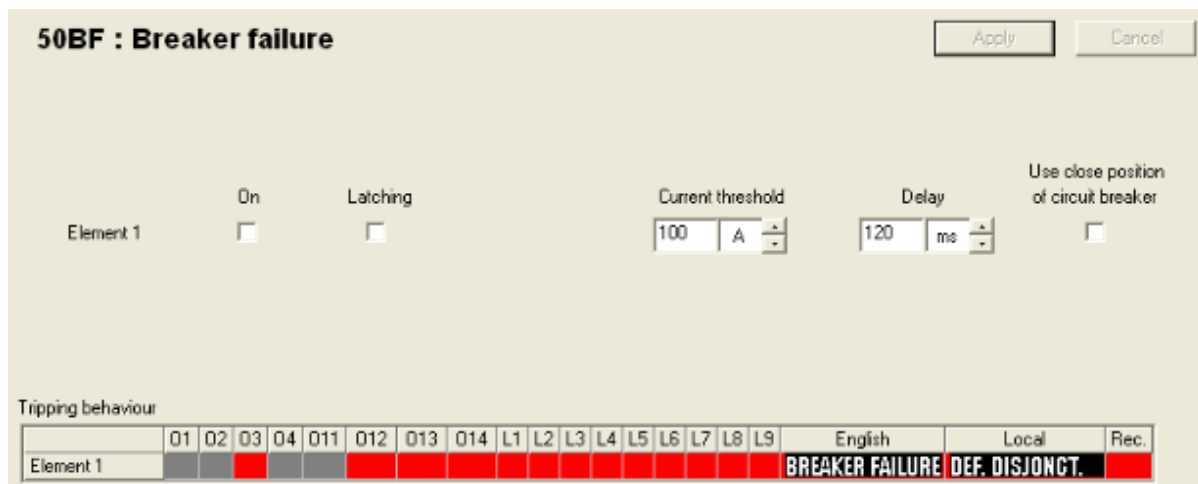 50BF : Breaker failure Apply Cancel
Use close position
On Latching Current threshold Delay of circuit breaker
Element 1 100 A 120 ms
Tripping behaviour
O1 O2 O3 O4 O11 O12 O13 O14 L1 L2 L3 L4 L5 L6 L7 L8 L9 English Local Rec.
Element 1 BREAKER FAILURE DEF. DISJONCT.